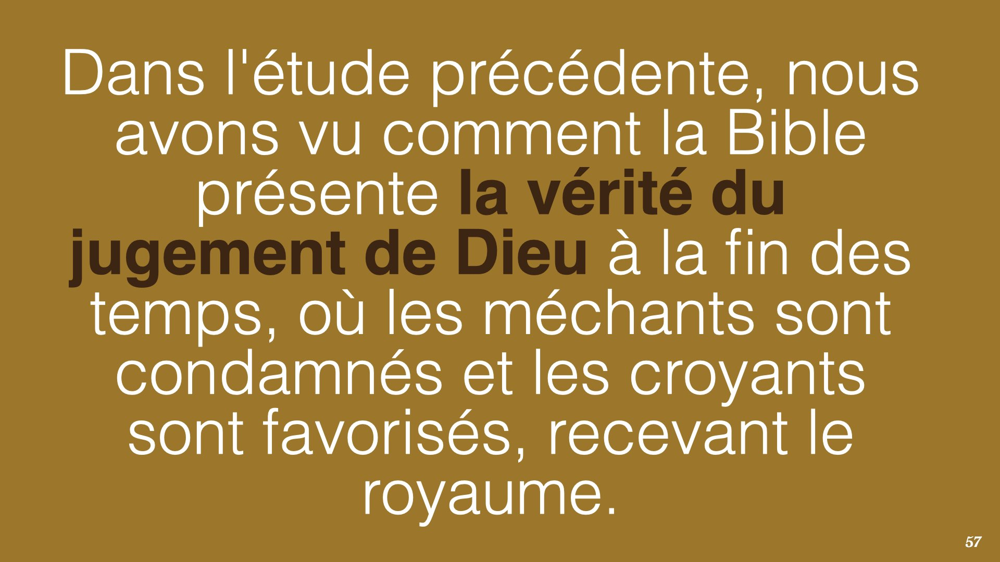 Dans l'étude précédente, nous
avons vu comment la Bible
présente la vérité du
jugement de Dieu à la fin des
temps, où les méchants sont
condamnés et les croyants
sont favorisés, recevant le
royaume.
57